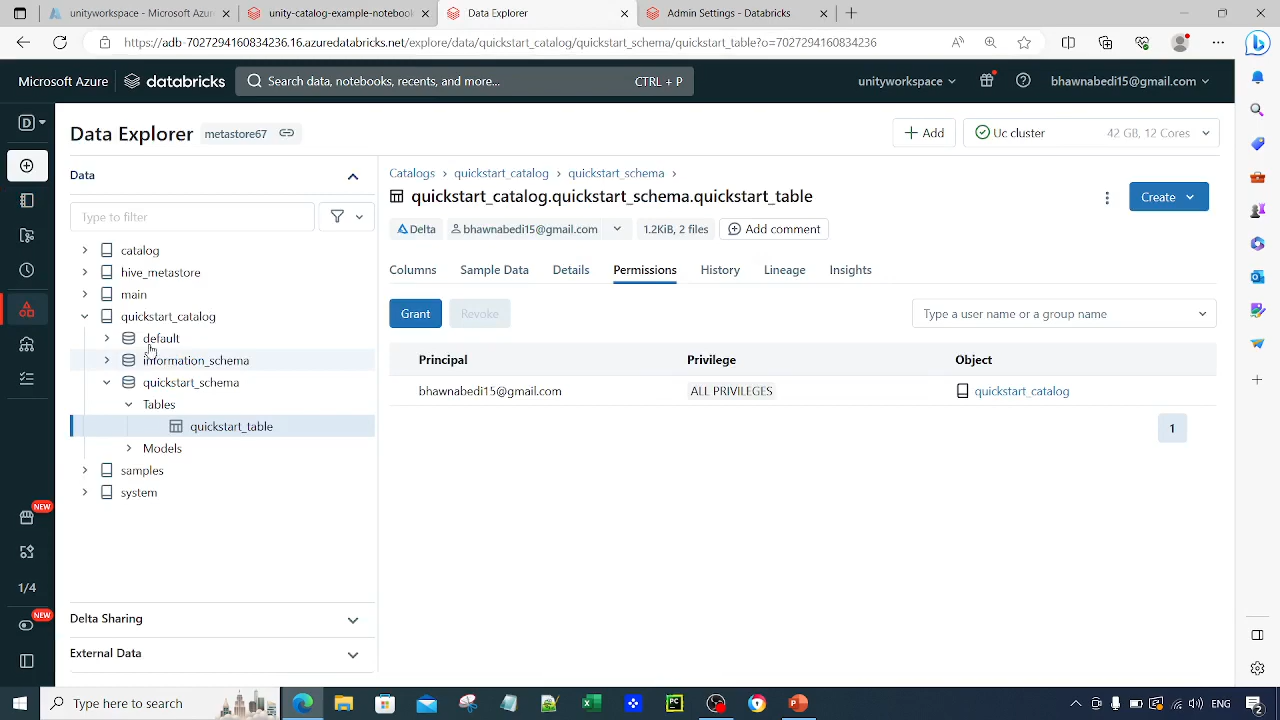 unitycatalog - Microsoft Azure
unity-catalog-example-notebook
Data Explorer
Admin Settings - Databricks
https://adb-7027294160834236.16.azuredatabricks.net/explore/data/quickstart_catalog/quickstart_schema/quickstart_table?o=7027294160834236
Microsoft Azure
databricks
Search data, notebooks, recents, and more...
CTRL + P
unityworkspace
bhawnabedi15@gmail.com
D
Data Explorer
metastore67
Add
Uc cluster
42 GB, 12 Cores
Data
Type to filter
catalog
hive_metastore
main
quickstart_catalog
default
information_schema
quickstart_schema
Tables
quickstart_table
Models
samples
system
Delta Sharing
External Data
NEW
1/4
NEW
Catalogs > quickstart_catalog > quickstart_schema >
quickstart_catalog.quickstart_schema.quickstart_table
Create
Delta
bhawnabedi15@gmail.com
1.2KiB, 2 files
Add comment
Columns
Sample Data
Details
Permissions
History
Lineage
Insights
Grant
Revoke
Type a user name or a group name
Principal
Privilege
Object
bhawnabedi15@gmail.com
ALL PRIVILEGES
quickstart_catalog
1
Type here to search
PC
ENG
2